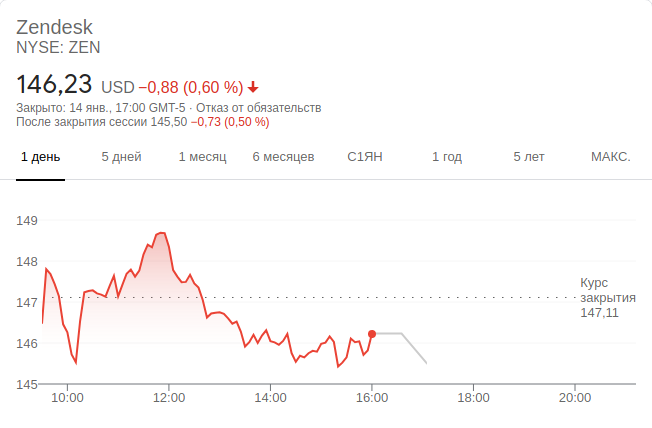 Zendesk
NYSE: ZEN
146,23 USD −0,88 (0,60 %)
Закрыто: 14 янв., 17:00 GMT-5 · Отказ от обязательств
После закрытия сессии 145,50 −0,73 (0,50 %)
1 день 5 дней 1 месяц 6 месяцев С1ЯН 1 год 5 лет МАКС.
149
148
147
146
145
Курс
закрытия
147,11
10:00 12:00 14:00 16:00 18:00 20:00